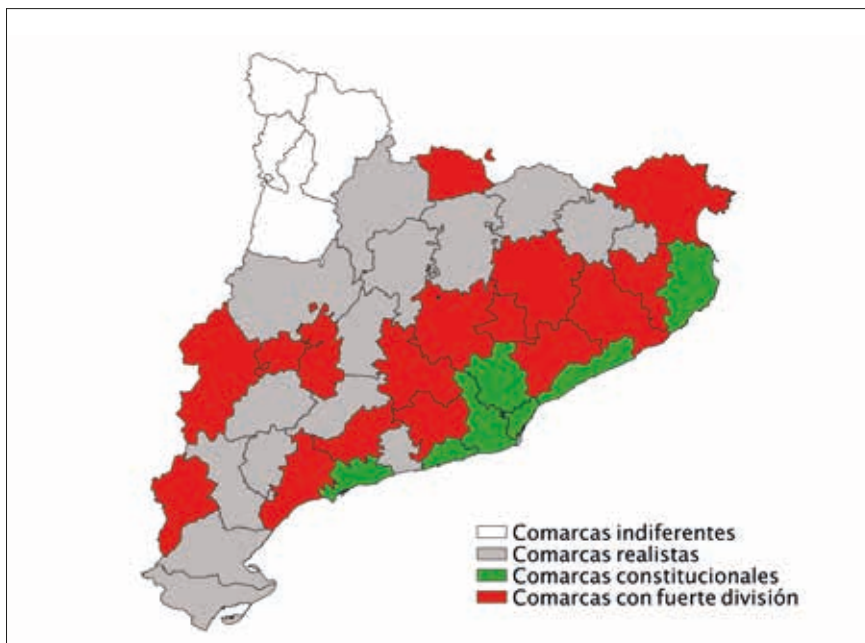 Comarcas indiferentes
Comarcas realistas
Comarcas constitucionales
Comarcas con fuerte división